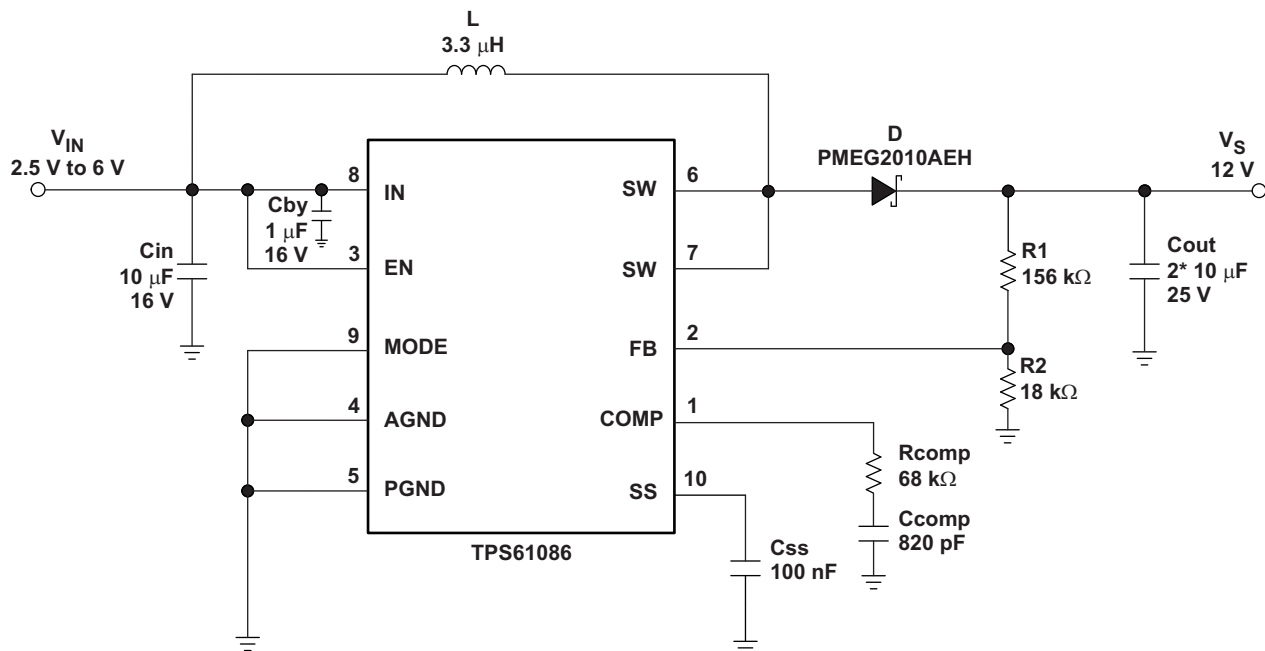 L
3.3 μH
VIN
2.5 V to 6 V
D
PMEG2010AEH
VS
12 V
8
IN
Cby
1 μF
16 V
3
EN
Cin
10 μF
16 V
9
MODE
4
AGND
5
PGND
SW
6
SW
7
FB
2
COMP
1
SS
10
TPS61086
R1
156 kΩ
R2
18 kΩ
Cout
2* 10 μF
25 V
Rcomp
68 kΩ
Ccomp
820 pF
Css
100 nF